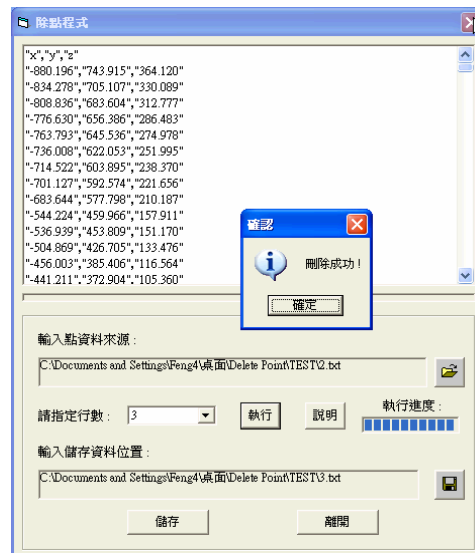 除點程式
"x","y","z"
"-880.196","743.915","364.120"
"-834.278","705.107","330.089"
"-808.836","683.604","312.777"
"-776.630","656.386","286.483"
"-763.793","645.536","274.978"
"-736.008","622.053","251.995"
"-714.522","603.895","238.370"
"-701.127","592.574","221.656"
"-683.644","577.798","210.187"
"-544.224","459.966","157.911"
"-536.939","453.809","151.170"
"-504.869","426.705","133.476"
"-456.003","385.406","116.564"
"-441.211","372.904","105.360"
確認
刪除成功!
確定
輸入點資料來源:
C:\Documents and Settings\Feng4\桌面\Delete Point\TEST\2.txt
請指定行數: 3 執行 說明 執行進度:
輸入儲存資料位置:
C:\Documents and Settings\Feng4\桌面\Delete Point\TEST\3.txt
儲存 離開